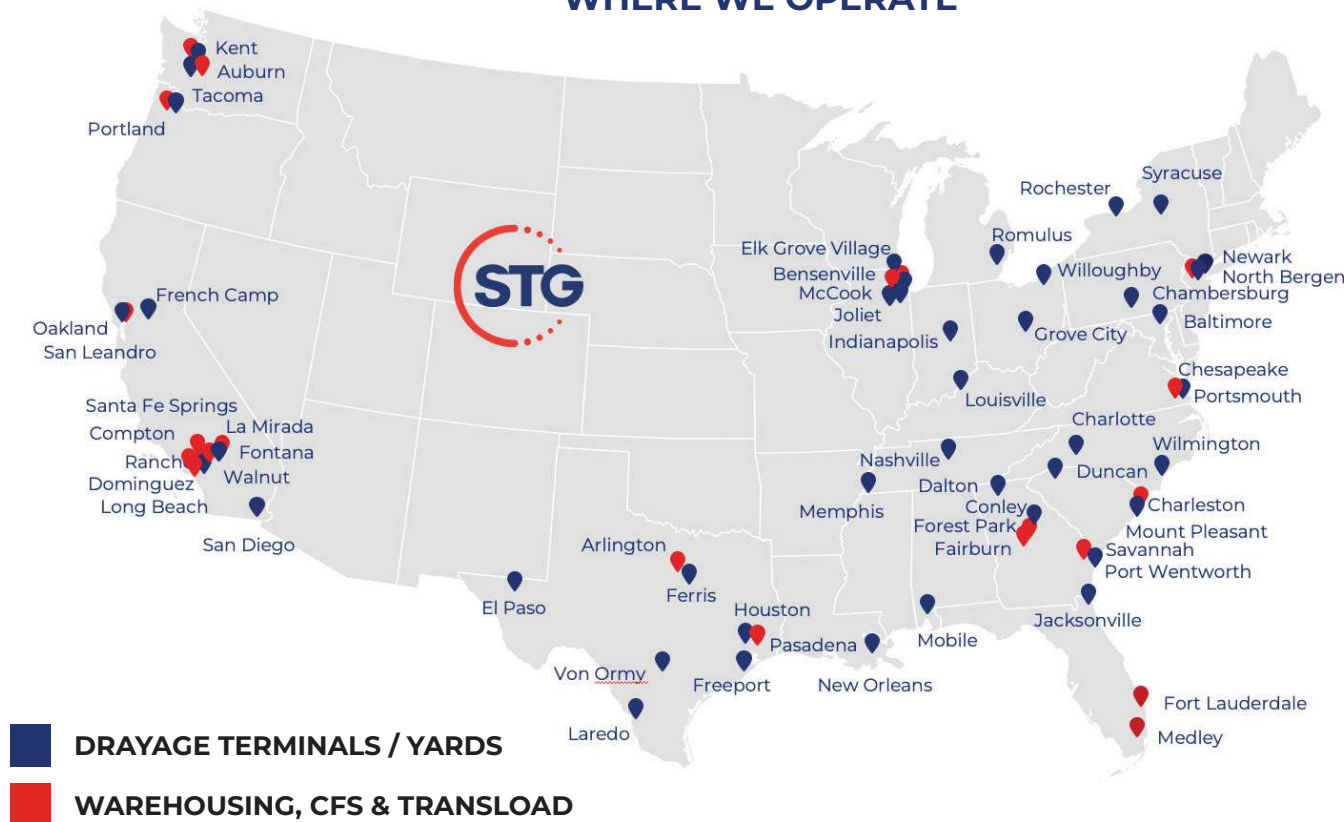 WHERE WE OPERATE
Kent
Auburn
Tacoma
Portland
French Camp
Oakland
San Leandro
Santa Fe Springs
La Mirada
Compton
Fontana
Rancho
Walnut
Dominguez
Long Beach
San Diego
STG
Elk Grove Village
Bensenville
McCook
Joliet
Indianapolis
Romulus
Rochester
Syracuse
Willoughby
Newark
North Bergen
Chambersburg
Baltimore
Grove City
Louisville
Chesapeake
Portsmouth
Charlotte
Wilmington
Nashville
Duncan
Dalton
Memphis
Conley
Forest Park
Fairburn
Charleston
Mount Pleasant
Savannah
Port Wentworth
Jacksonville
Arlington
Ferris
El Paso
Houston
Pasadena
Mobile
Von Ormy
Freeport
New Orleans
Laredo
Fort Lauderdale
Medley
DRAYAGE TERMINALS / YARDS
WAREHOUSING, CFS & TRANSLOAD